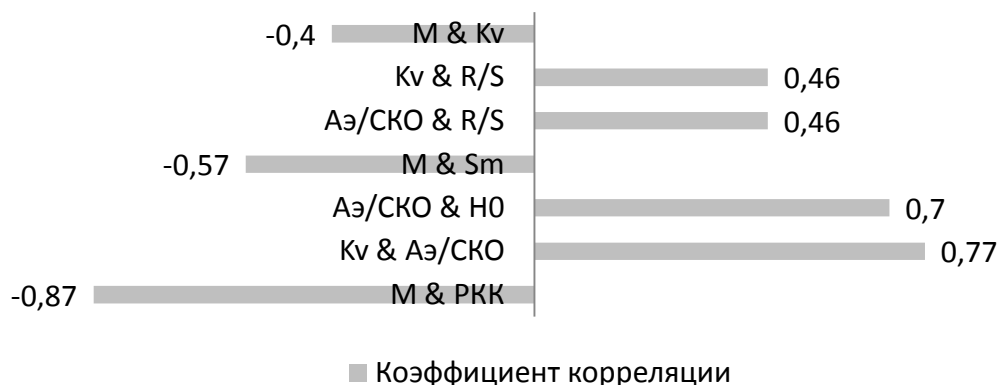 -0,4 M & Kv
Kv & R/S 0,46
Аэ/СКО & R/S 0,46
-0,57 M & Sm
Аэ/СКО & H0 0,7
Kv & Аэ/СКО 0,77
-0,87 M & РКК
Коэффициент корреляции